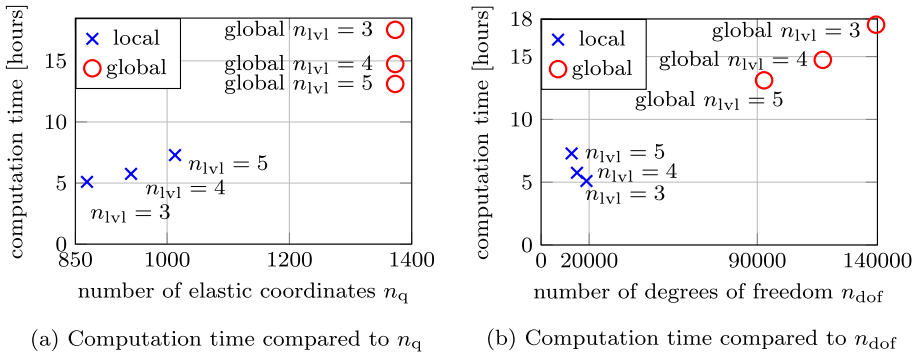 computation time [hours]
15
10
5
0
850
1000
1200
1400
local
global
global n_lvl = 3
global n_lvl = 4
global n_lvl = 5
n_lvl = 5
n_lvl = 4
n_lvl = 3
number of elastic coordinates n_q
(a) Computation time compared to n_q
computation time [hours]
18
15
10
5
0
0
20000
90000
140000
local
global
global n_lvl = 3
global n_lvl = 4
global n_lvl = 5
n_lvl = 5
n_lvl = 4
n_lvl = 3
number of degrees of freedom n_dof
(b) Computation time compared to n_dof